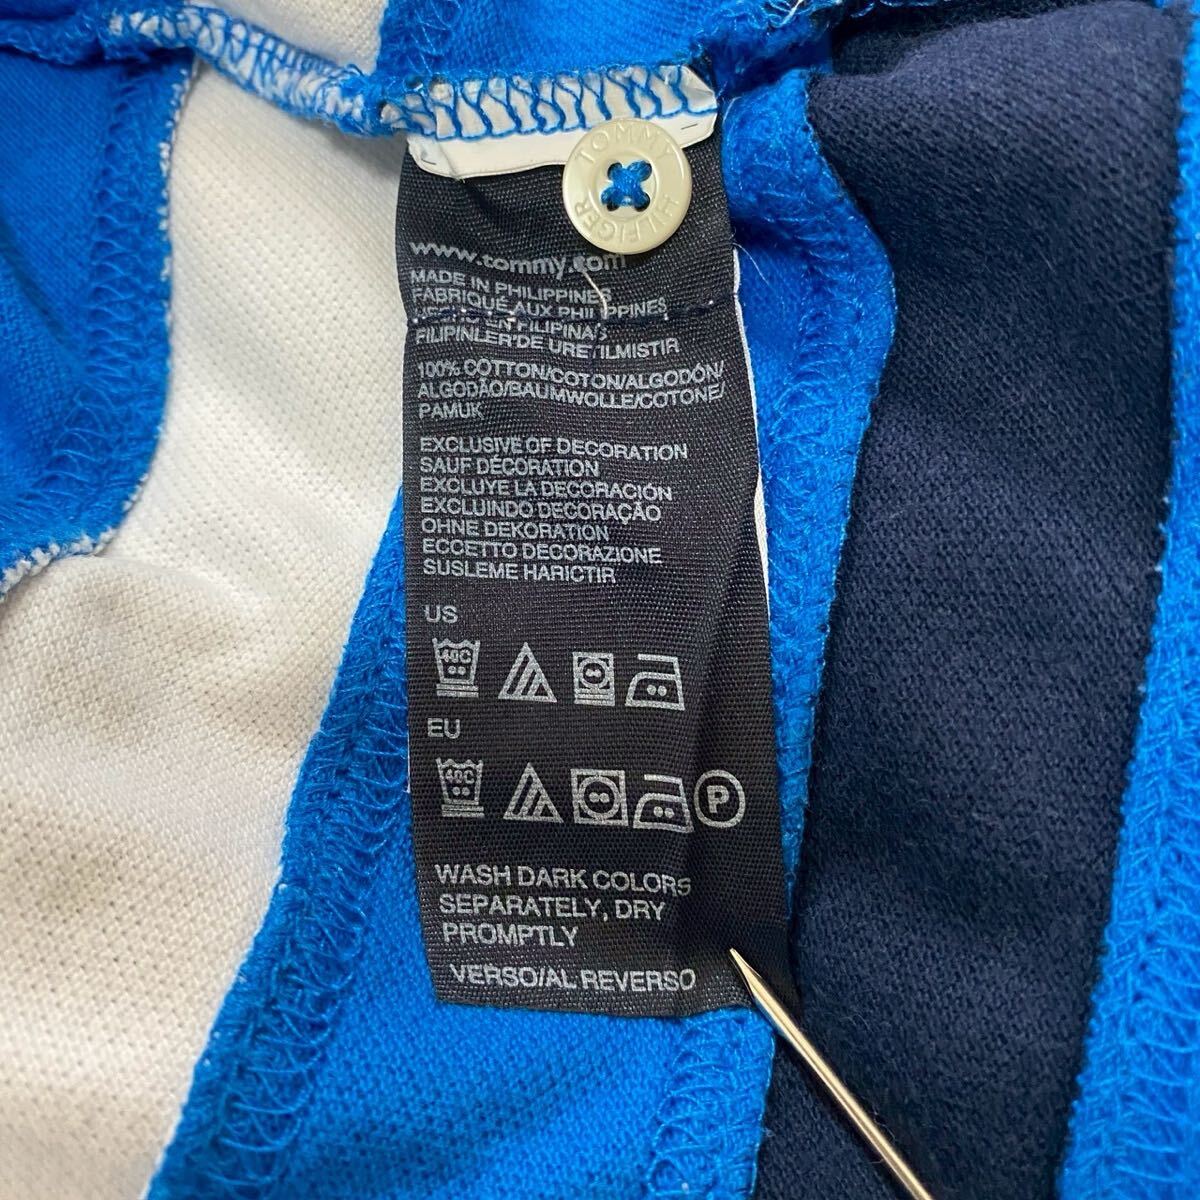 TOMMY HILFIGER
www.tommy.com
MADE IN PHILIPPINES
FABRIQUÉ AUX PHILIPPINES
EN FILIPINAS
FILIPINLER'DE URETILMISTIR
100% COTTON/COTON/ALGODÓN/
ALGODÃO/BAUMWOLLE/COTONE/
PAMUK
EXCLUSIVE OF DECORATION
SAUF DÉCORATION
EXCLUYE LA DECORACIÓN
EXCLUINDO DECORAÇÃO
OHNE DEKORATION
ECCETTO DECORAZIONE
SUSLEME HARICTIR
US
40C
EU
40C P
WASH DARK COLORS
SEPARATELY, DRY
PROMPTLY
VERSO/AL REVERSO